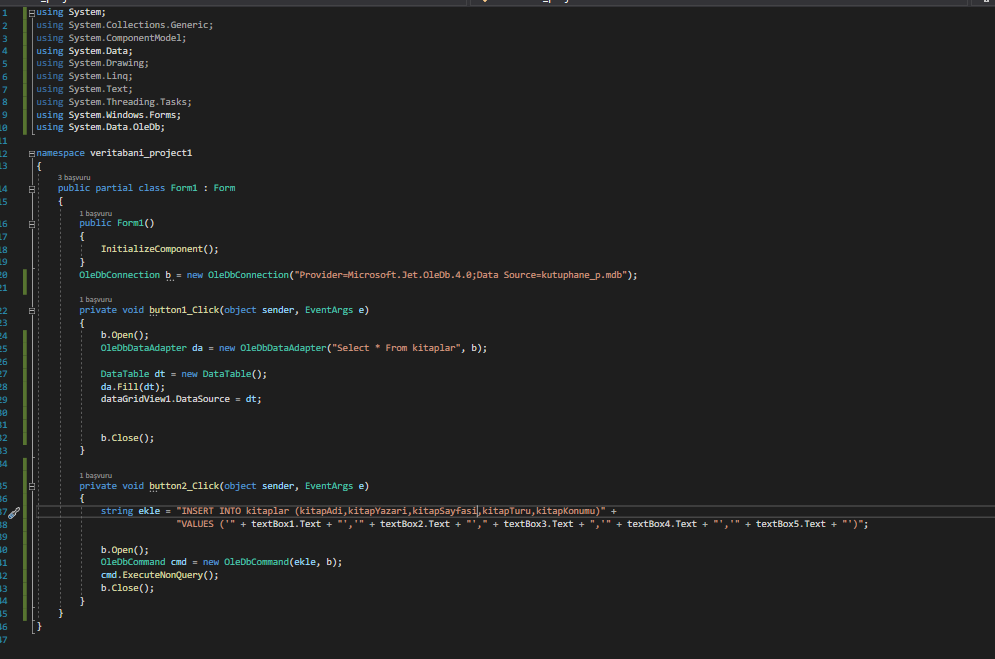 1 using System;
2 using System.Collections.Generic;
3 using System.ComponentModel;
4 using System.Data;
5 using System.Drawing;
6 using System.Linq;
7 using System.Text;
8 using System.Threading.Tasks;
9 using System.Windows.Forms;
10 using System.Data.OleDb;
11
12 namespace veritabani_project1
13 {
3 başvuru
14 public partial class Form1 : Form
15 {
1 başvuru
16 public Form1()
17 {
18 InitializeComponent();
19 }
20 OleDbConnection b = new OleDbConnection("Provider=Microsoft.Jet.OleDb.4.0;Data Source=kutuphane_p.mdb");
21
1 başvuru
22 private void button1_Click(object sender, EventArgs e)
23 {
24 b.Open();
25 OleDbDataAdapter da = new OleDbDataAdapter("Select * From kitaplar", b);
26
27 DataTable dt = new DataTable();
28 da.Fill(dt);
29 dataGridView1.DataSource = dt;
30
31
32 b.Close();
33 }
34
1 başvuru
35 private void button2_Click(object sender, EventArgs e)
36 {
37 string ekle = "INSERT INTO kitaplar (kitapAdi,kitapYazari,kitapSayfasi,kitapTuru,kitapKonumu)" +
38 "VALUES ('" + textBox1.Text + "','" + textBox2.Text + "'," + textBox3.Text + ",'" + textBox4.Text + "','" + textBox5.Text + "')";
39
40 b.Open();
41 OleDbCommand cmd = new OleDbCommand(ekle, b);
42 cmd.ExecuteNonQuery();
43 b.Close();
44 }
45 }
46 }
47